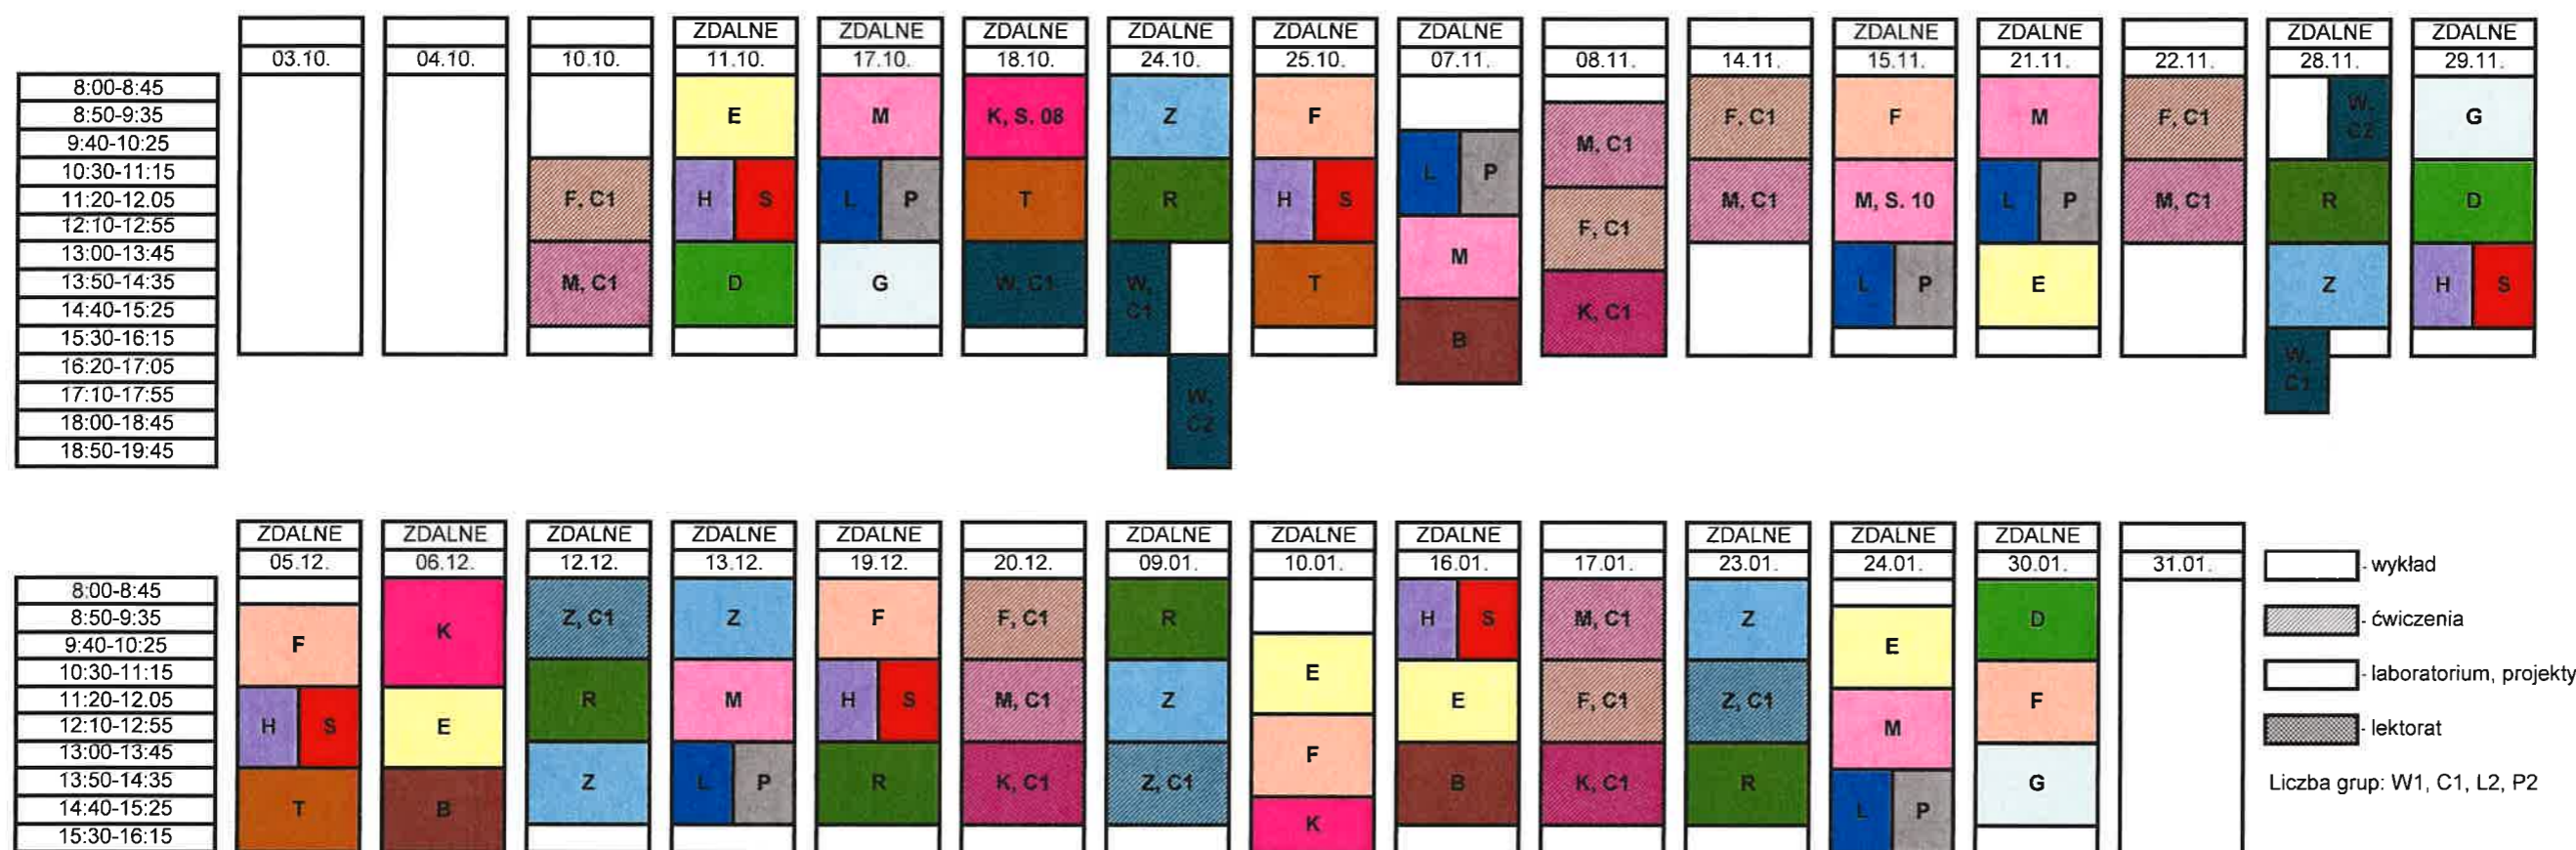 ZDALNE ZDALNE ZDALNE ZDALNE ZDALNE ZDALNE ZDALNE ZDALNE ZDALNE ZDALNE
03.10. 04.10. 10.10. 11.10. 17.10. 18.10. 24.10. 25.10. 07.11. 08.11. 14.11. 15.11. 21.11. 22.11. 28.11. 29.11.
8:00-8:45
8:50-9:35
9:40-10:25
10:30-11:15
11:20-12.05
12:10-12:55
13:00-13:45
13:50-14:35
14:40-15:25
15:30-16:15
16:20-17:05
17:10-17:55
18:00-18:45
18:50-19:45
F, C1
M, C1
E
H S
D
M
L P
G
K, S. 08
T
W, C1
Z
R
W,
C1
W,
C2
F
H S
T
L P
M
B
M, C1
F, C1
K, C1
F, C1
M, C1
F
M, S. 10
L P
M
L P
E
F, C1
M, C1
W,
C2
R
Z
W,
C1
G
D
H S
ZDALNE ZDALNE ZDALNE ZDALNE ZDALNE ZDALNE ZDALNE ZDALNE ZDALNE ZDALNE ZDALNE
05.12. 06.12. 12.12. 13.12. 19.12. 20.12. 09.01. 10.01. 16.01. 17.01. 23.01. 24.01. 30.01. 31.01.
8:00-8:45
8:50-9:35
9:40-10:25
10:30-11:15
11:20-12.05
12:10-12:55
13:00-13:45
13:50-14:35
14:40-15:25
15:30-16:15
F
H S
T
K
E
B
Z, C1
R
Z
Z
M
L P
F
H S
R
F, C1
M, C1
K, C1
R
Z
Z, C1
E
F
K
H S
E
B
M, C1
F, C1
K, C1
Z
Z, C1
R
E
M
L P
D
F
G
- wykład
- ćwiczenia
- laboratorium, projekty
- lektorat
Liczba grup: W1, C1, L2, P2